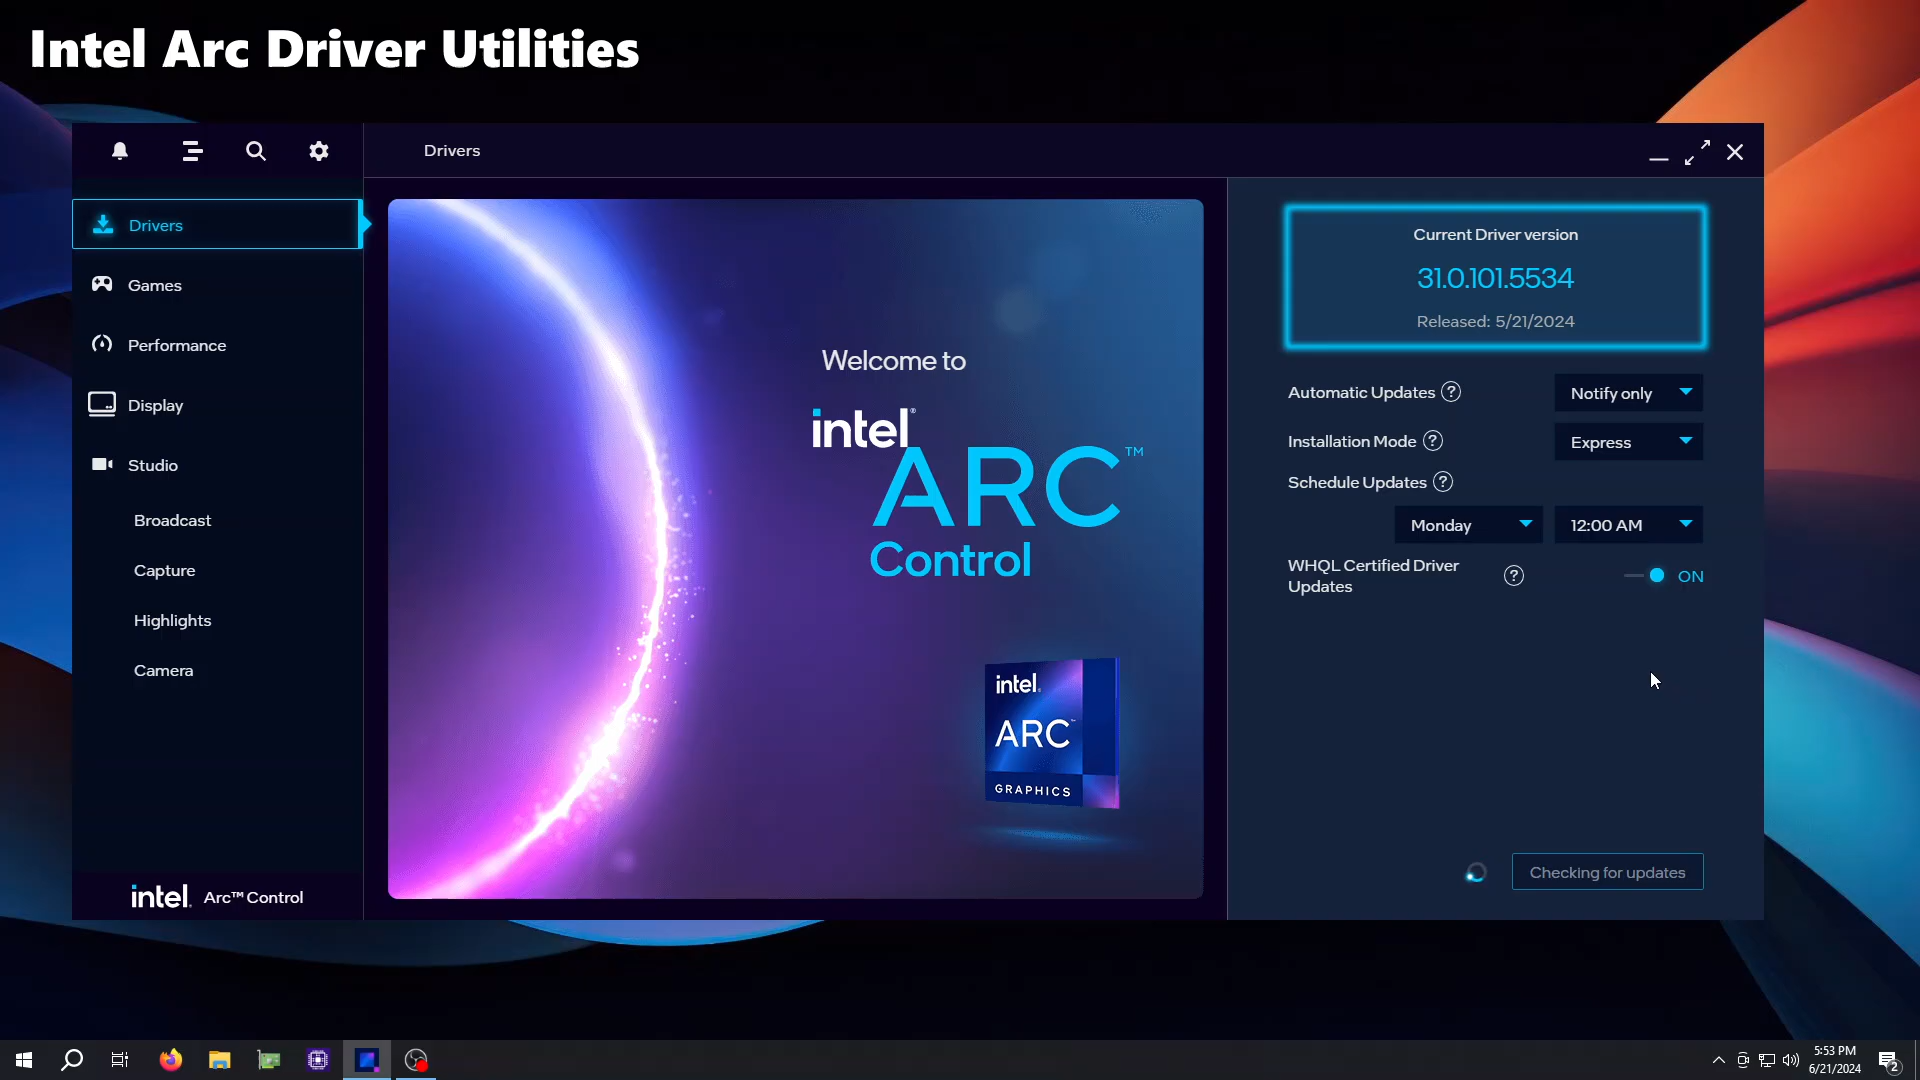 Intel Arc Driver Utilities
Drivers
Drivers
Games
Performance
Display
Studio
Broadcast
Capture
Highlights
Camera
intel. Arc™ Control
Welcome to
intel®
ARC™
Control
intel.
ARC™
GRAPHICS
Current Driver version
31.0.101.5534
Released: 5/21/2024
Automatic Updates ? Notify only
Installation Mode ? Express
Schedule Updates ?
Monday 12:00 AM
WHQL Certified Driver
Updates ? ON
Checking for updates
5:53 PM
6/21/2024
2